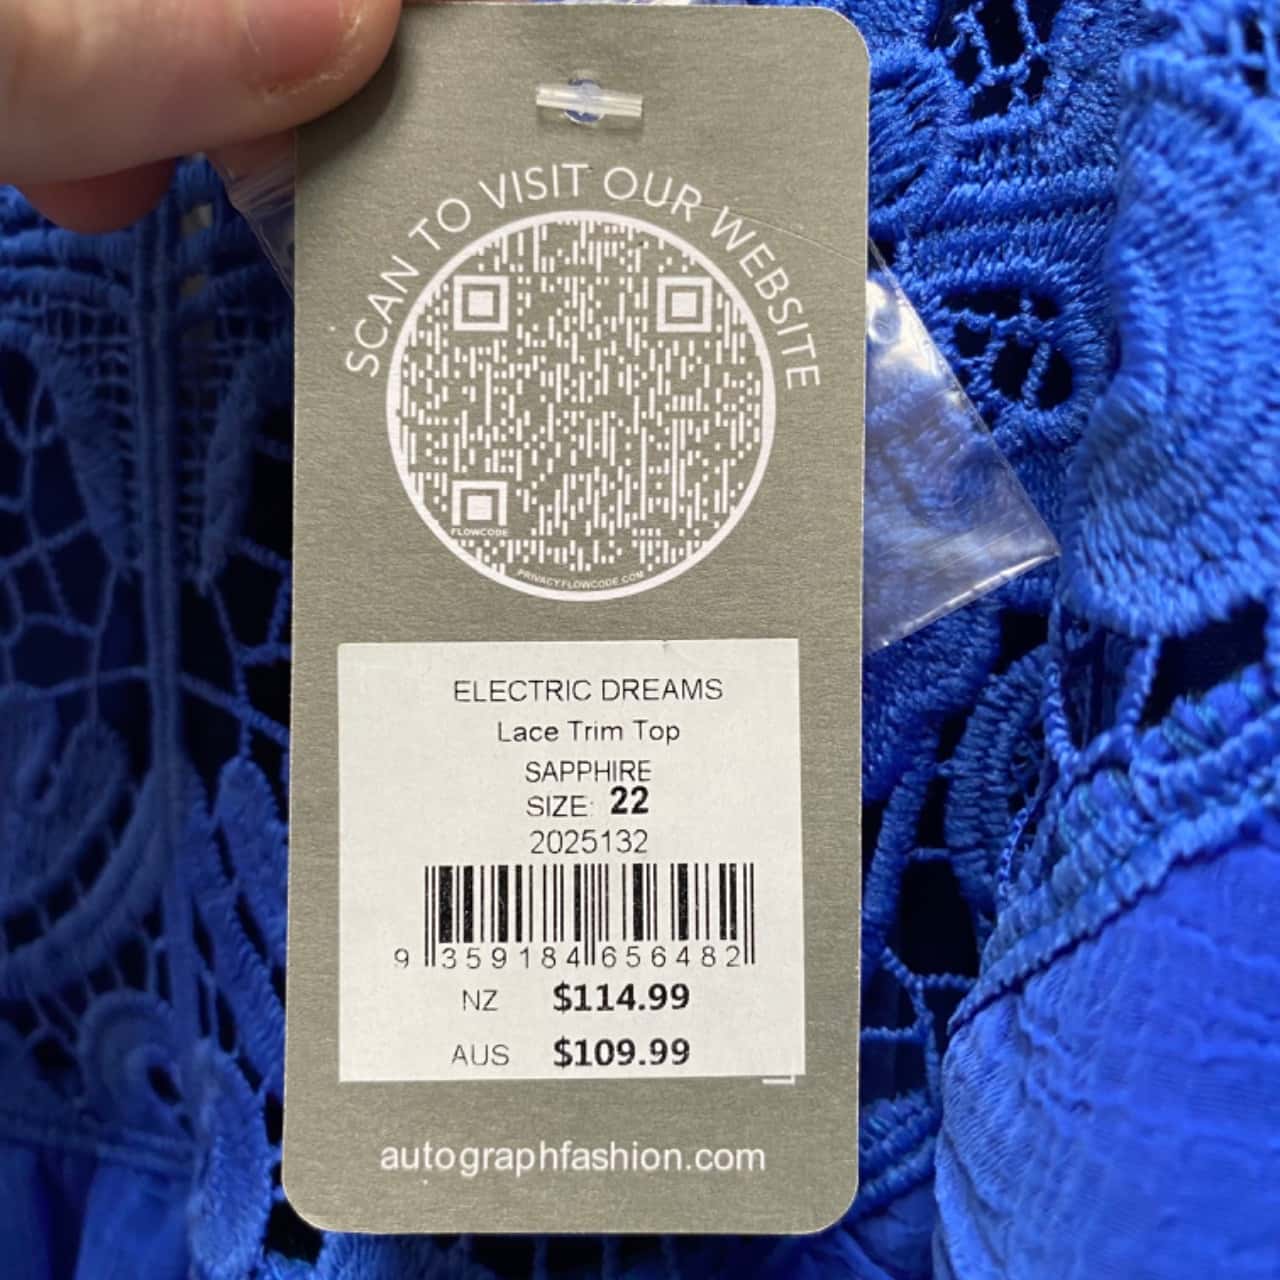 SCAN TO VISIT OUR WEBSITE
FLOWCODE
PRIVACY.FLOWCODE.COM
ELECTRIC DREAMS
Lace Trim Top
SAPPHIRE
SIZE: 22
2025132
9 359184 656482
NZ $114.99
AUS $109.99
autographfashion.com